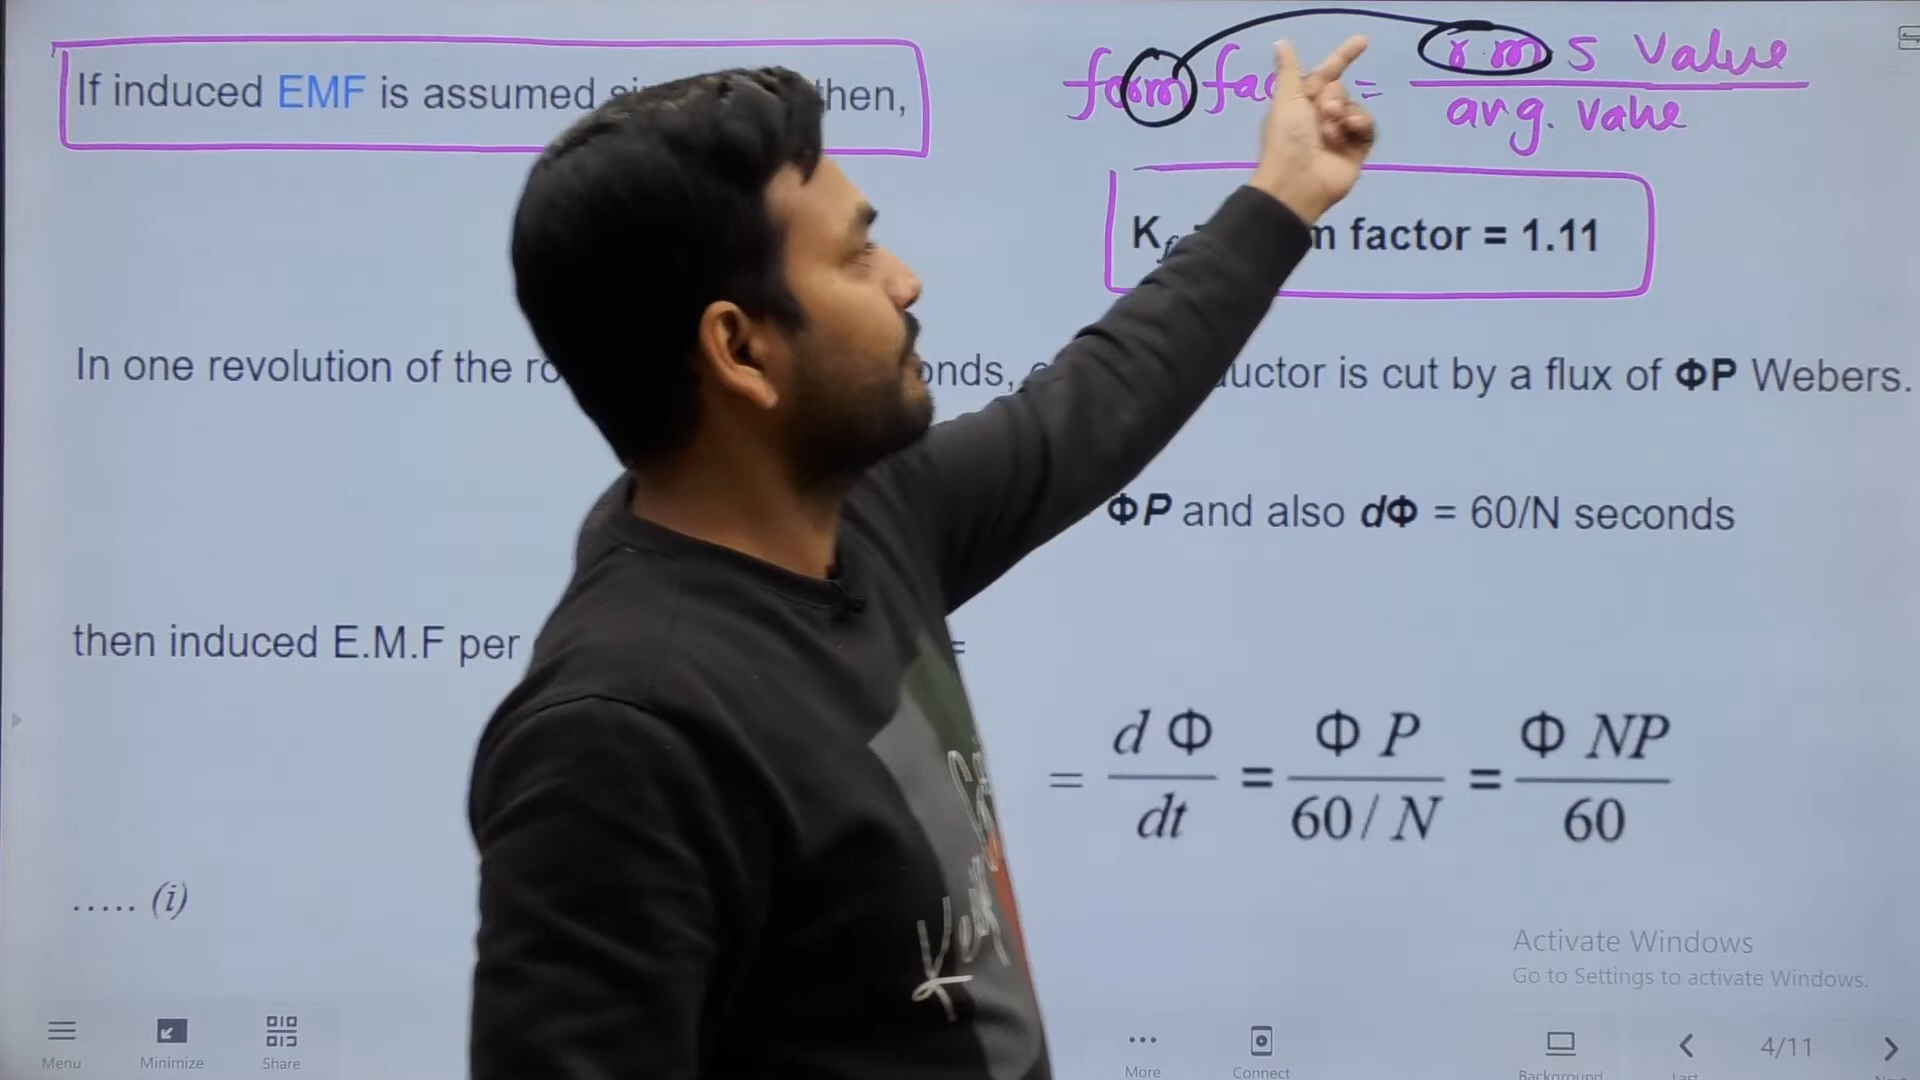 If induced EMF is assumed then,
form fac = rms value
avg. value
K factor = 1.11
In one revolution of the onds, uctor is cut by a flux of ΦP Webers.
ΦP and also dΦ = 60/N seconds
then induced E.M.F per =
= dΦ/dt = ΦP/60/N = ΦNP/60
..... (i)
Activate Windows
Go to Settings to activate Windows.
Menu Minimize Share More Connect Background Last 4/11